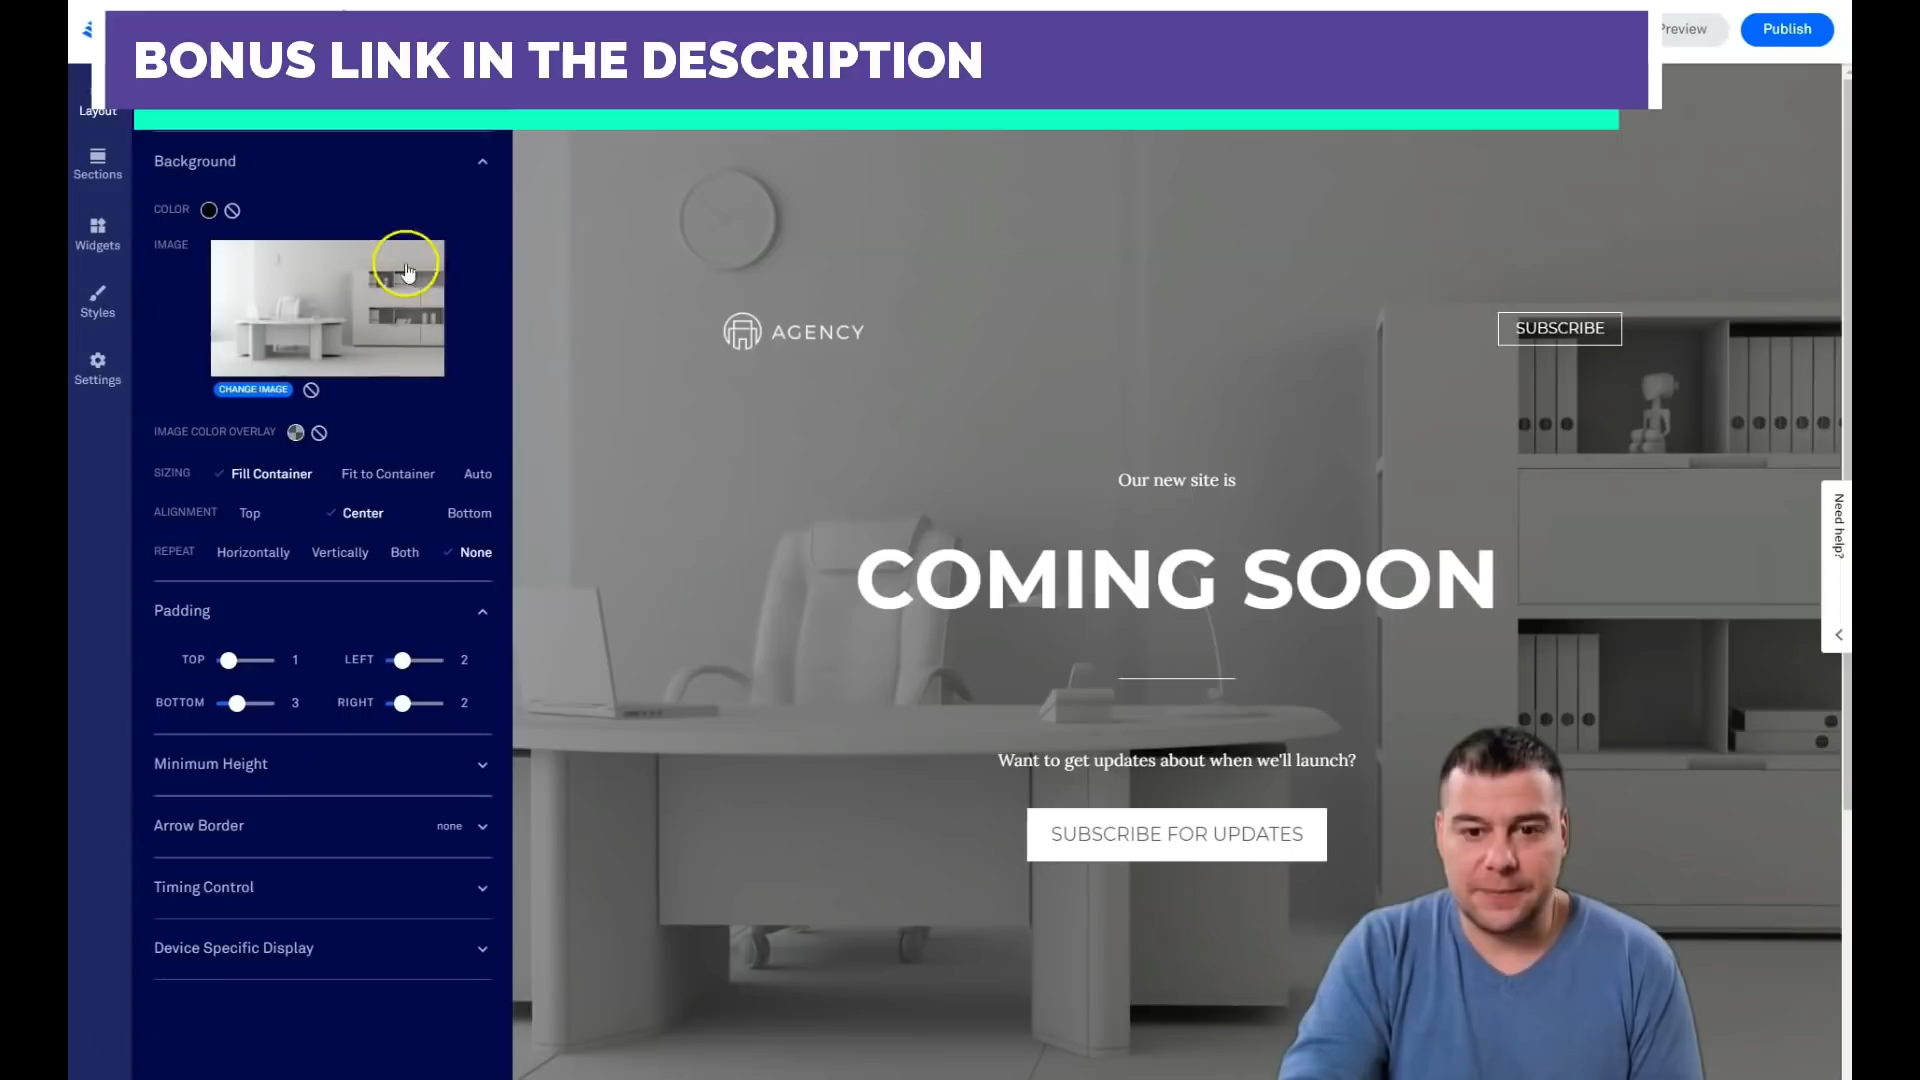 BONUS LINK IN THE DESCRIPTION
Preview
Publish
Layout
Sections
Widgets
Styles
Settings
Background
COLOR
IMAGE
CHANGE IMAGE
IMAGE COLOR OVERLAY
SIZING Fill Container Fit to Container Auto
ALIGNMENT Top Center Bottom
REPEAT Horizontally Vertically Both None
Padding
TOP 1 LEFT 2
BOTTOM 3 RIGHT 2
Minimum Height
Arrow Border none
Timing Control
Device Specific Display
AGENCY
SUBSCRIBE
Our new site is
COMING SOON
Want to get updates about when we'll launch?
SUBSCRIBE FOR UPDATES
Need help?